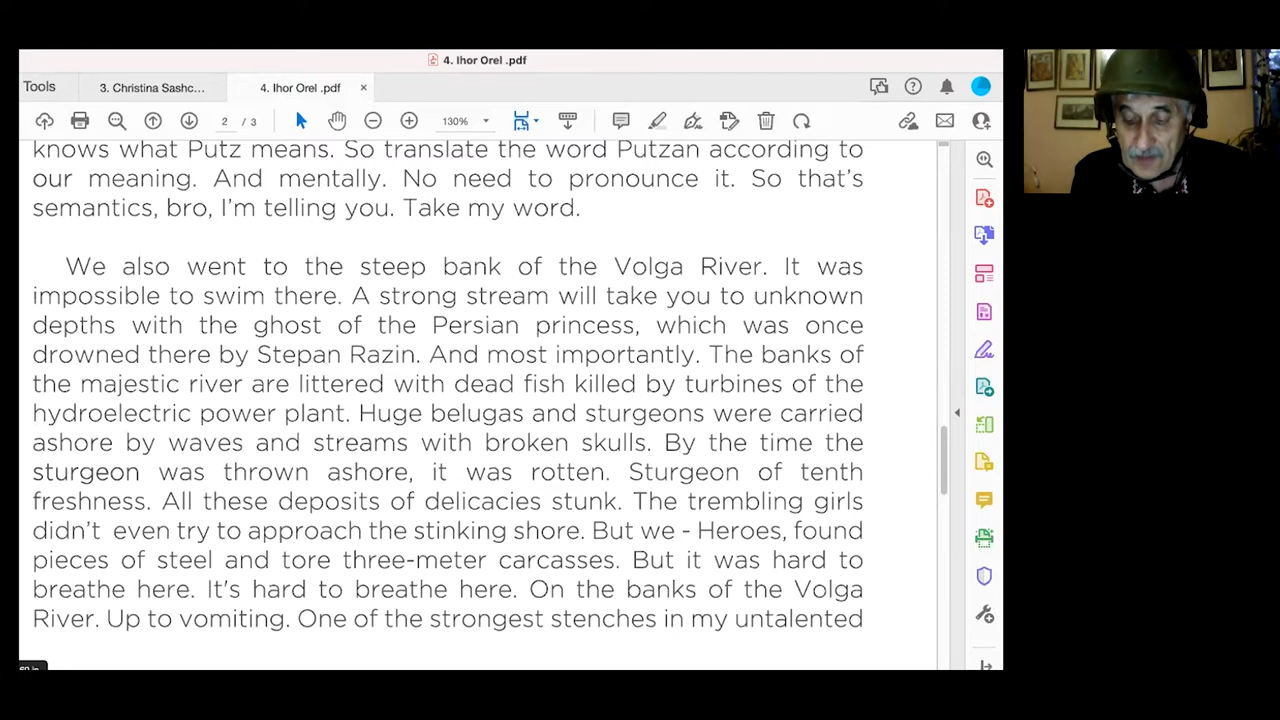 4. Ihor Orel .pdf
Tools
3. Christina Sashc...
4. Ihor Orel .pdf
2 / 3
130%
knows what Putz means. So translate the word Putzan according to
our meaning. And mentally. No need to pronounce it. So that's
semantics, bro, I'm telling you. Take my word.
We also went to the steep bank of the Volga River. It was
impossible to swim there. A strong stream will take you to unknown
depths with the ghost of the Persian princess, which was once
drowned there by Stepan Razin. And most importantly. The banks of
the majestic river are littered with dead fish killed by turbines of the
hydroelectric power plant. Huge belugas and sturgeons were carried
ashore by waves and streams with broken skulls. By the time the
sturgeon was thrown ashore, it was rotten. Sturgeon of tenth
freshness. All these deposits of delicacies stunk. The trembling girls
didn't even try to approach the stinking shore. But we - Heroes, found
pieces of steel and tore three-meter carcasses. But it was hard to
breathe here. It's hard to breathe here. On the banks of the Volga
River. Up to vomiting. One of the strongest stenches in my untalented